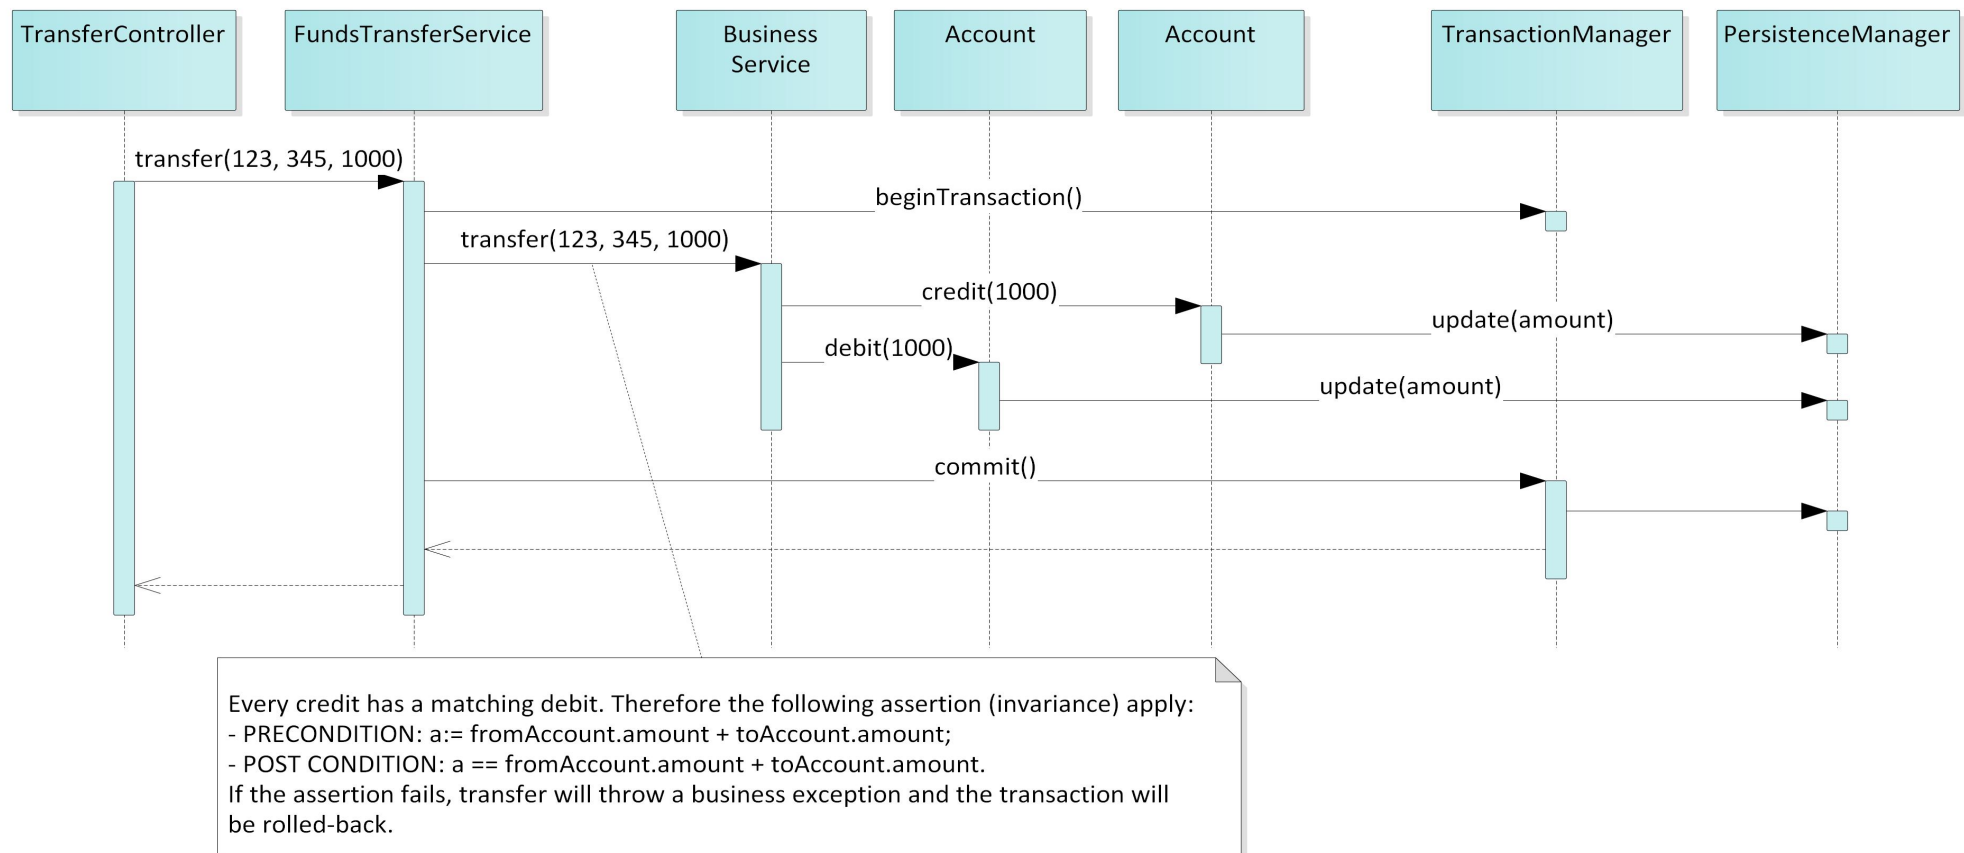 TransferController
FundsTransferService
Business
Service
Account
Account
TransactionManager
PersistenceManager
transfer(123, 345, 1000)
beginTransaction()
transfer(123, 345, 1000)
credit(1000)
update(amount)
debit(1000)
update(amount)
commit()
Every credit has a matching debit. Therefore the following assertion (invariance) apply:
- PRECONDITION: a:= fromAccount.amount + toAccount.amount;
- POST CONDITION: a == fromAccount.amount + toAccount.amount.
If the assertion fails, transfer will throw a business exception and the transaction will
be rolled-back.